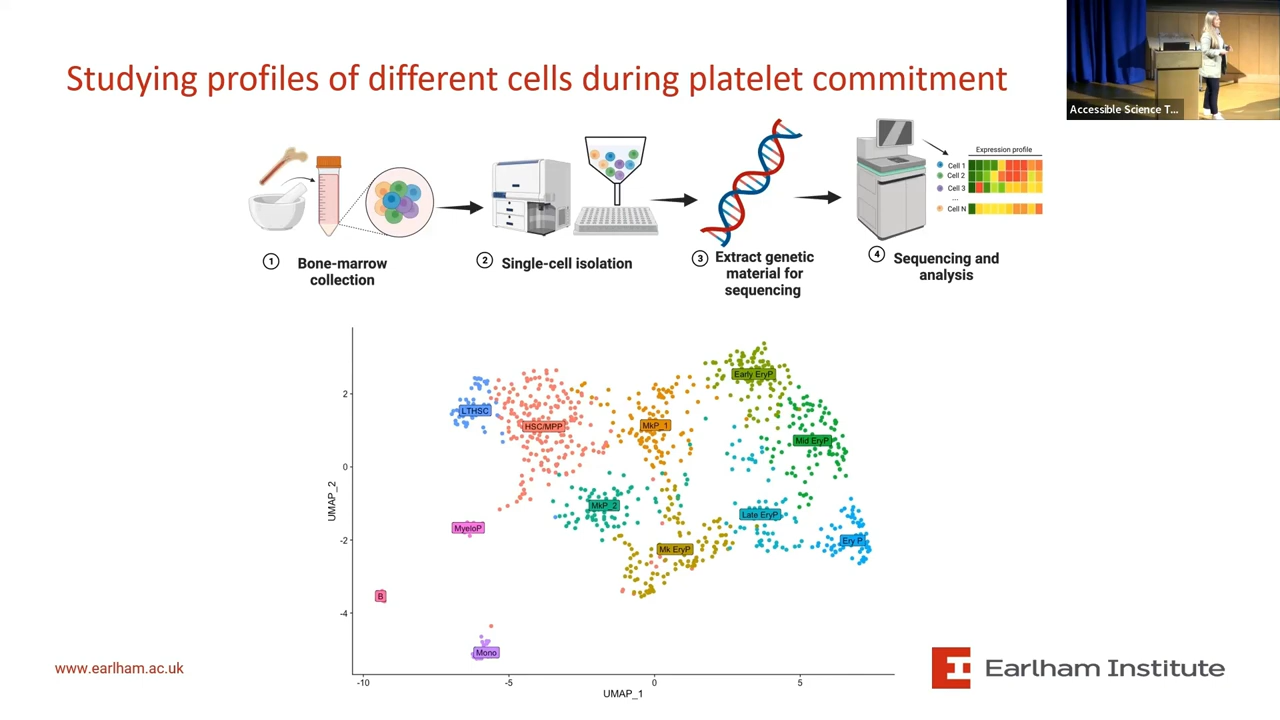 Studying profiles of different cells during platelet commitment
Accessible Science T...
1 Bone-marrow
collection
2 Single-cell isolation
3 Extract genetic
material for
sequencing
4 Sequencing and
analysis
Expression profile
Cell 1
Cell 2
Cell 3
...
Cell N
UMAP_2
2
0
-2
-4
LTHSC
HSC/MPP
MkP_1
Early EryP
Mid EryP
MkP_2
Late EryP
MyeloP
Mk EryP
Ery P
B
Mono
-10
-5
0
5
UMAP_1
www.earlham.ac.uk
Earlham Institute